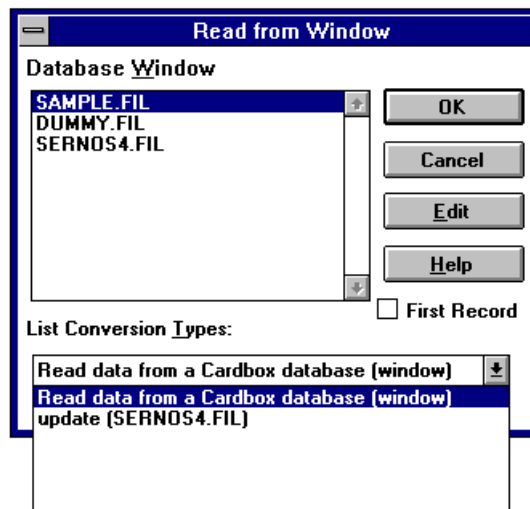 Read from Window
Database Window
SAMPLE.FIL
DUMMY.FIL
SERNOS4.FIL
OK
Cancel
Edit
Help
First Record
List Conversion Types:
Read data from a Cardbox database (window)
Read data from a Cardbox database (window)
update (SERNOS4.FIL)